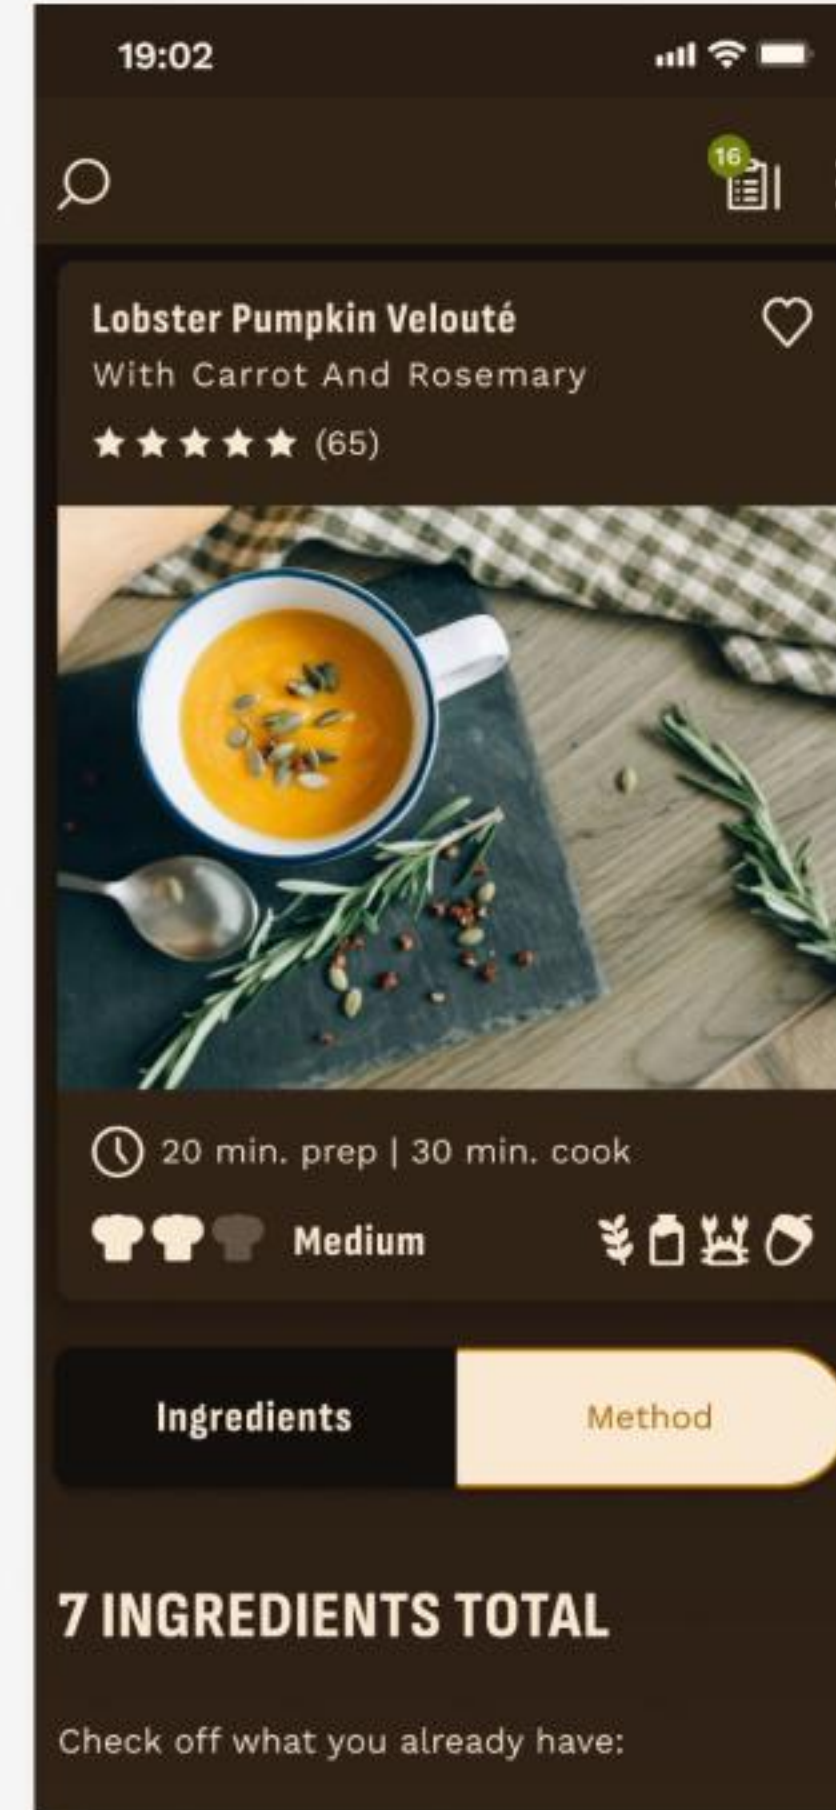 19:02
16
Lobster Pumpkin Velouté
With Carrot And Rosemary
(65)
20 min. prep | 30 min. cook
Medium
Ingredients
Method
7 INGREDIENTS TOTAL
Check off what you already have: